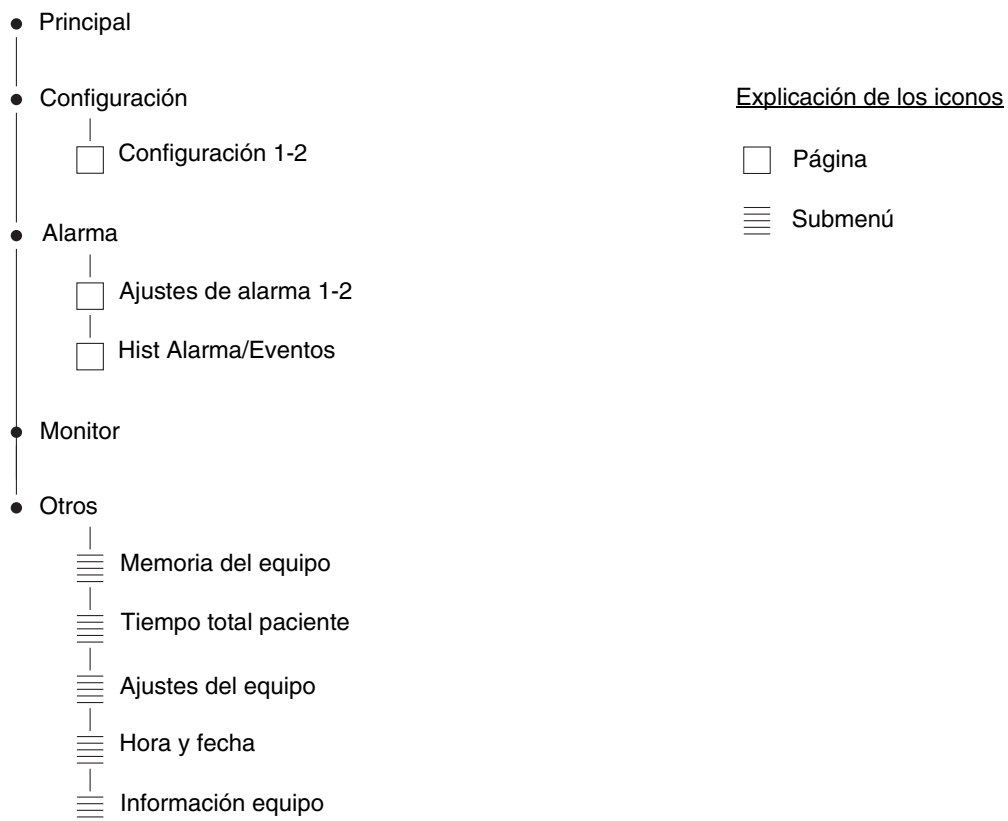 Principal
Configuración
Configuración 1-2
Alarma
Ajustes de alarma 1-2
Hist Alarma/Eventos
Monitor
Otros
Memoria del equipo
Tiempo total paciente
Ajustes del equipo
Hora y fecha
Información equipo
Explicación de los iconos
Página
Submenú